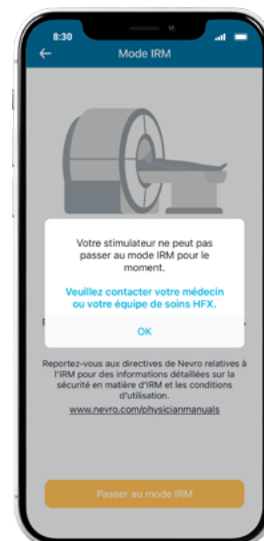 8:30
Mode IRM
Votre stimulateur ne peut pas
passer au mode IRM pour le
moment.
Veuillez contacter votre médecin
ou votre équipe de soins HFX.
OK
Reportez-vous aux directives de Nevro relatives à
l'IRM pour des informations détaillées sur la
sécurité en matière d'IRM et les conditions
d'utilisation.
www.nevro.com/physicianmanuals
Passer au mode IRM